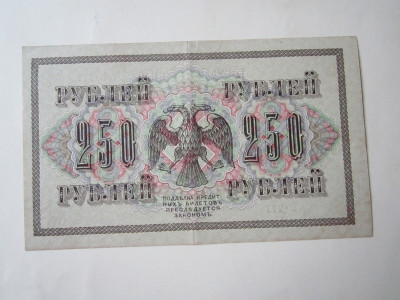 РУБЛЕЙ РУБЛЕЙ
250 250
РУБЛЕЙ РУБЛЕЙ
ПОДДѢЛКА КРЕДИТ-
НЫХЪ БИЛЕТОВЪ
ПРЕСЛѢДУЕТСЯ
ЗАКОНОМЪ.